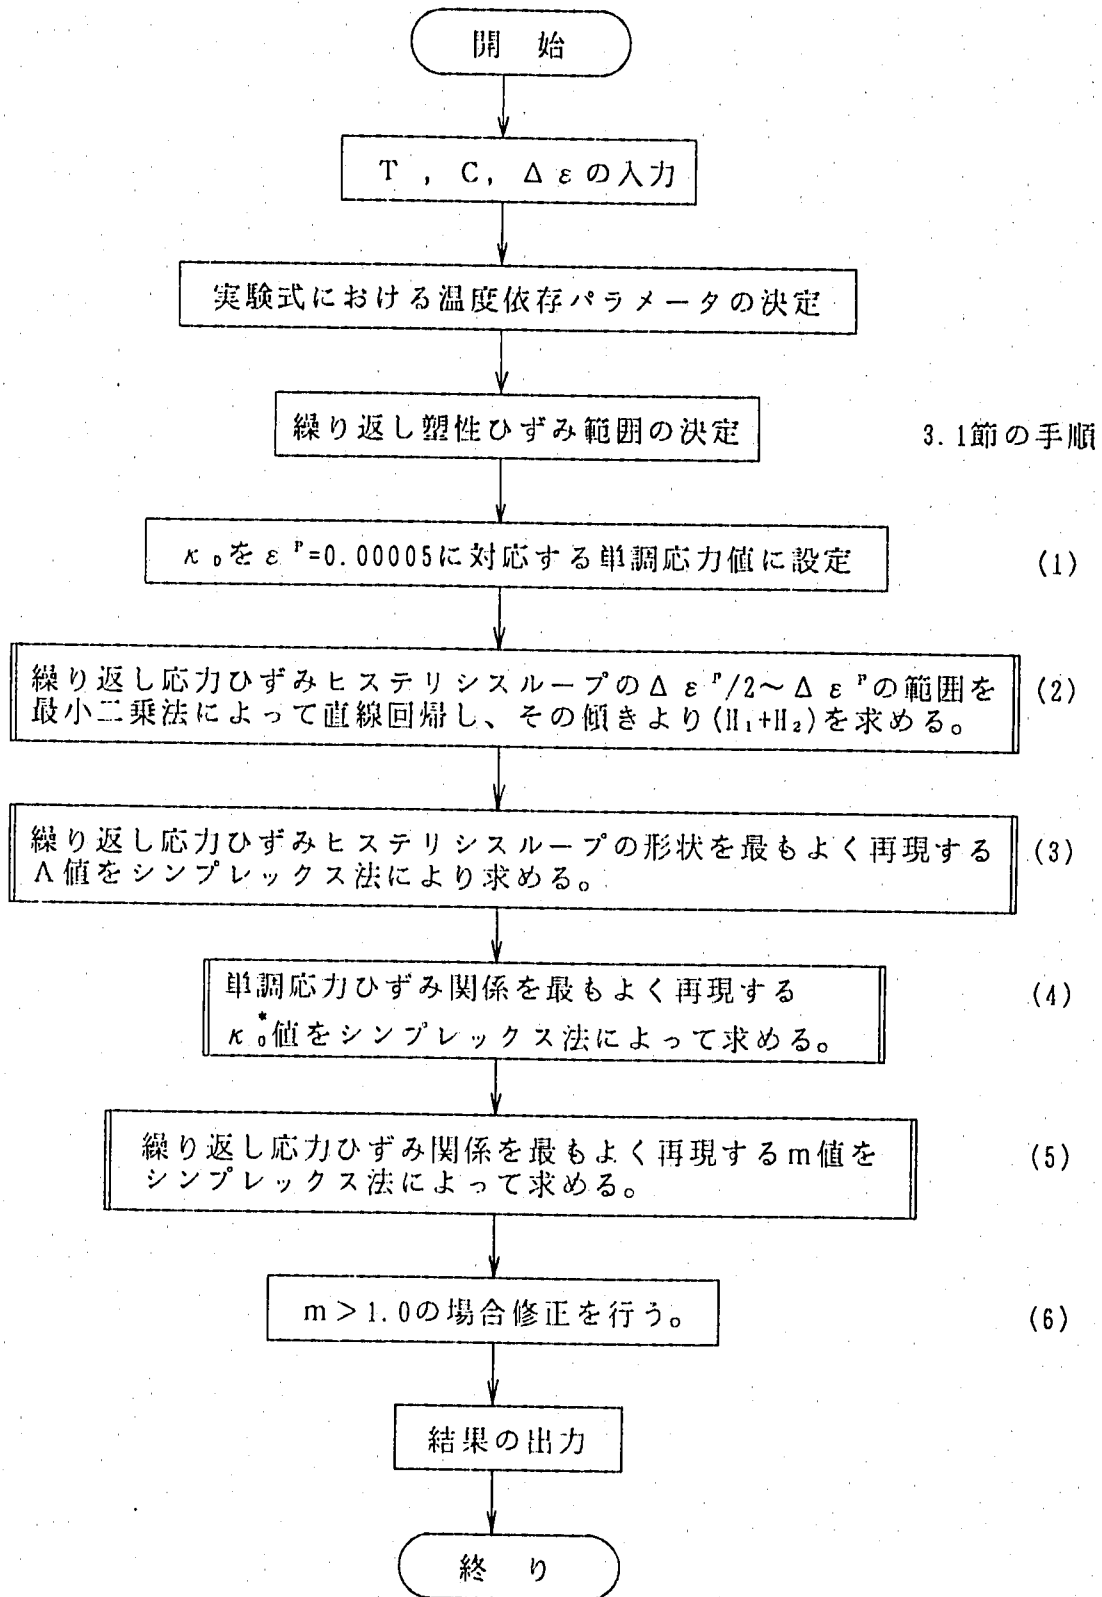 開 始
T , C, Δεの入力
実験式における温度依存パラメータの決定
繰り返し塑性ひずみ範囲の決定
3.1節の手順
κ₀をεᴾ=0.00005に対応する単調応力値に設定
(1)
繰り返し応力ひずみヒステリシスループのΔεᴾ/2～Δεᴾの範囲を
最小二乗法によって直線回帰し、その傾きより(H₁+H₂)を求める。
(2)
繰り返し応力ひずみヒステリシスループの形状を最もよく再現する
Λ値をシンプレックス法により求める。
(3)
単調応力ひずみ関係を最もよく再現する
κ₀*値をシンプレックス法によって求める。
(4)
繰り返し応力ひずみ関係を最もよく再現するm値を
シンプレックス法によって求める。
(5)
m＞1.0の場合修正を行う。
(6)
結果の出力
終 り